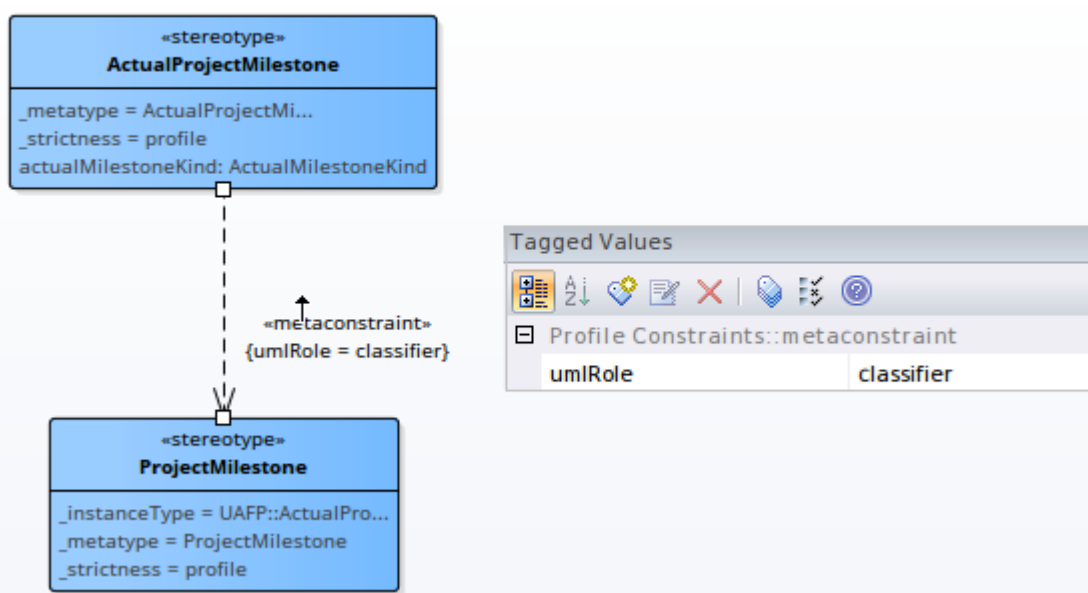 «stereotype»
ActualProjectMilestone
_metatype = ActualProjectMi...
_strictness = profile
actualMilestoneKind: ActualMilestoneKind
«metaconstraint»
{umlRole = classifier}
«stereotype»
ProjectMilestone
_instanceType = UAFP::ActualPro...
_metatype = ProjectMilestone
_strictness = profile
Tagged Values
Profile Constraints::metaconstraint
umlRole classifier